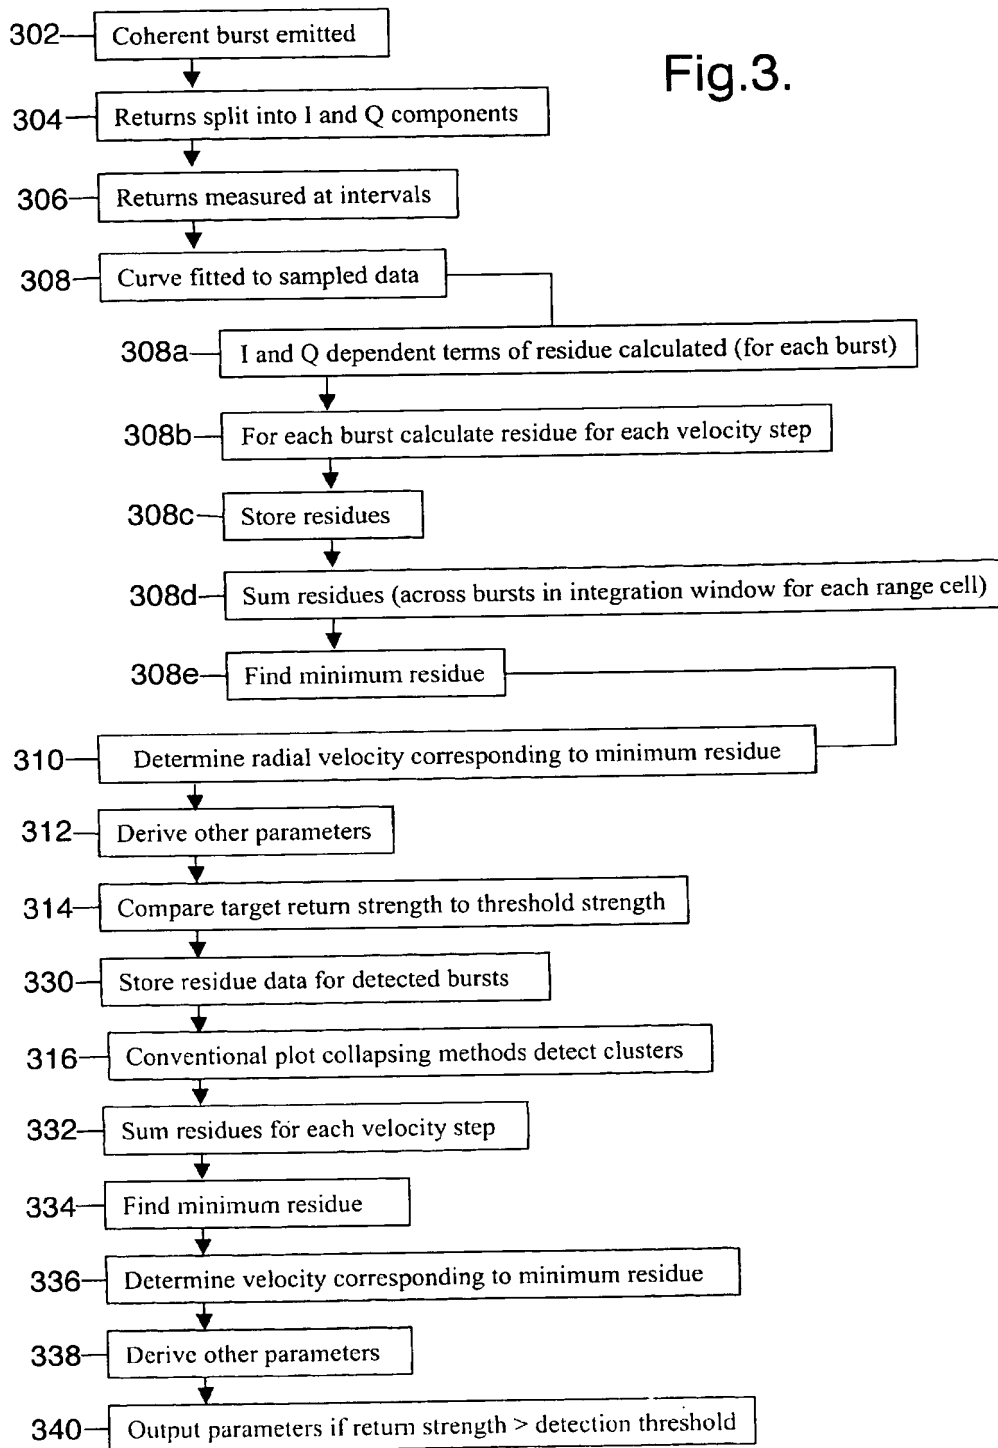 Fig.3.
302 Coherent burst emitted
304 Returns split into I and Q components
306 Returns measured at intervals
308 Curve fitted to sampled data
308a I and Q dependent terms of residue calculated (for each burst)
308b For each burst calculate residue for each velocity step
308c Store residues
308d Sum residues (across bursts in integration window for each range cell)
308e Find minimum residue
310 Determine radial velocity corresponding to minimum residue
312 Derive other parameters
314 Compare target return strength to threshold strength
330 Store residue data for detected bursts
316 Conventional plot collapsing methods detect clusters
332 Sum residues for each velocity step
334 Find minimum residue
336 Determine velocity corresponding to minimum residue
338 Derive other parameters
340 Output parameters if return strength > detection threshold